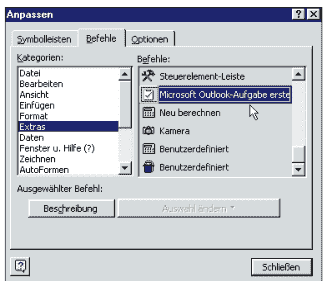 Anpassen
Symbolleisten
Befehle
Optionen
Kategorien:
Datei
Bearbeiten
Ansicht
Einfügen
Format
Extras
Daten
Fenster u. Hilfe (?)
Zeichnen
AutoFormen
Befehle:
Steuerelement-Leiste
Microsoft Outlook-Aufgabe erste
Neu berechnen
Kamera
Benutzerdefiniert
Benutzerdefiniert
Ausgewählter Befehl:
Beschreibung
Auswahl ändern
Schließen